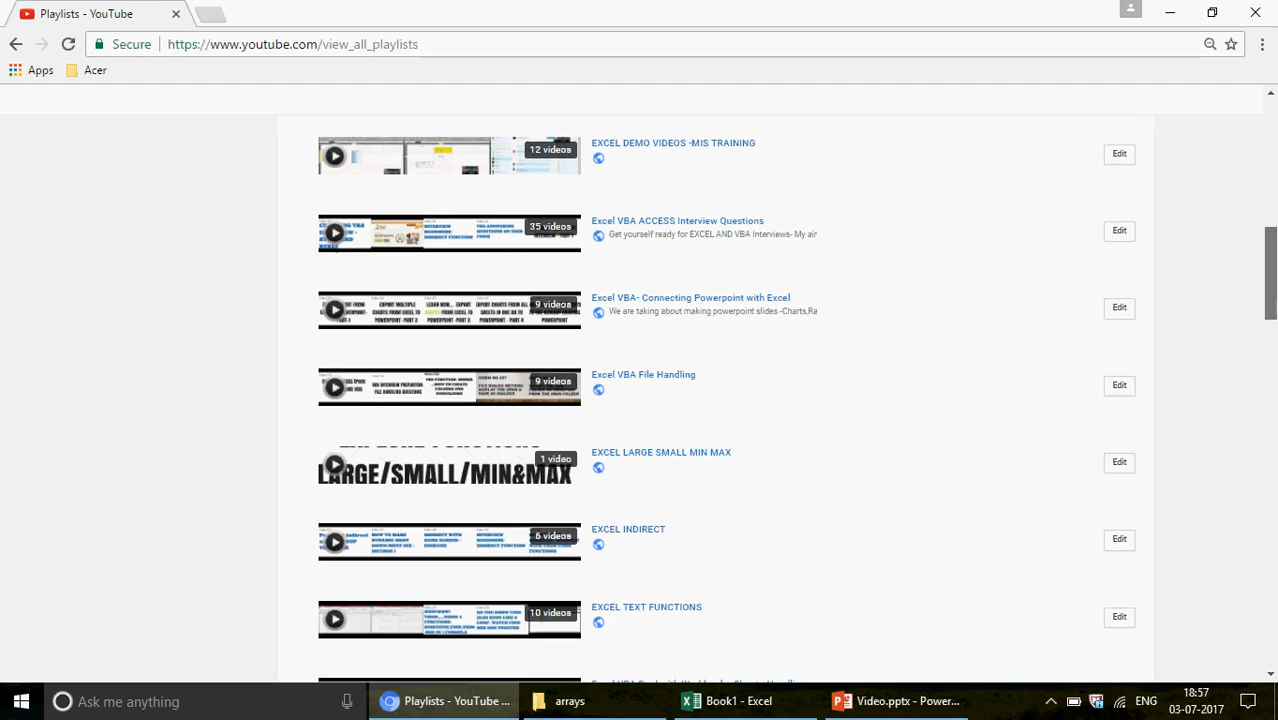 Playlists - YouTube
Secure
https://www.youtube.com/view_all_playlists
Apps
Acer
12 videos
EXCEL DEMO VIDEOS -MIS TRAINING
Edit
35 videos
Excel VBA ACCESS Interview Questions
Get yourself ready for EXCEL AND VBA Interviews- My air
Edit
9 videos
Excel VBA- Connecting Powerpoint with Excel
We are taking about making powerpoint slides -Charts,Ra
Edit
9 videos
Excel VBA File Handling
Edit
1 video
LARGE/SMALL/MIN&MAX
EXCEL LARGE SMALL MIN MAX
Edit
6 videos
EXCEL INDIRECT
Edit
10 videos
EXCEL TEXT FUNCTIONS
Edit
Ask me anything
Playlists - YouTube ...
arrays
Book1 - Excel
Video.pptx - Power...
ENG
18:57
03-07-2017